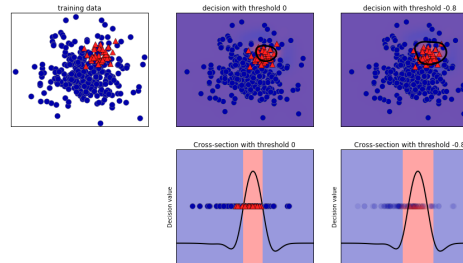 training data
decision with threshold 0
decision with threshold -0.8
Cross-section with threshold 0
Cross-section with threshold -0.8
Decision value
Decision value